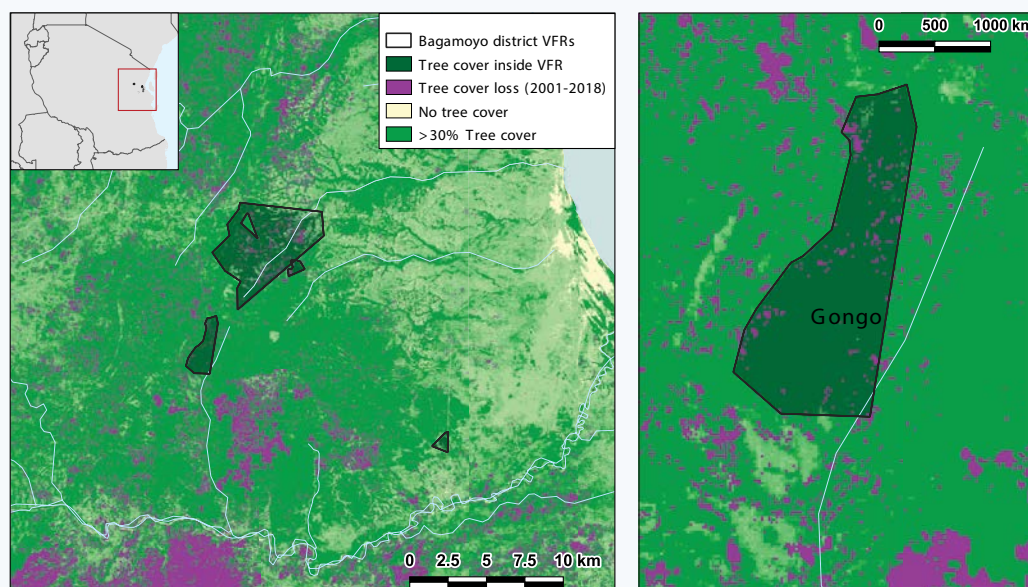 Bagamoyo district VFRs
Tree cover inside VFR
Tree cover loss (2001-2018)
No tree cover
>30% Tree cover
0 2.5 5 7.5 10 km
0 500 1000 km
Gongo